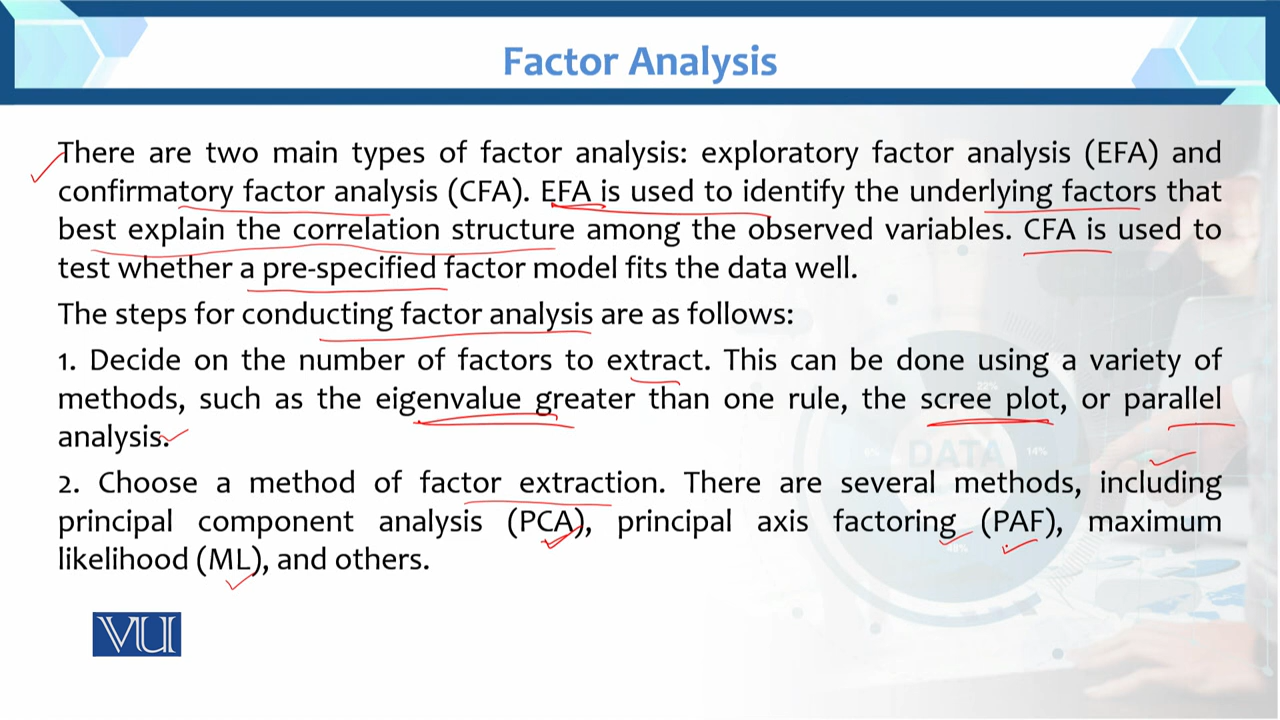 Factor Analysis
There are two main types of factor analysis: exploratory factor analysis (EFA) and
confirmatory factor analysis (CFA). EFA is used to identify the underlying factors that
best explain the correlation structure among the observed variables. CFA is used to
test whether a pre-specified factor model fits the data well.
The steps for conducting factor analysis are as follows:
1. Decide on the number of factors to extract. This can be done using a variety of
methods, such as the eigenvalue greater than one rule, the scree plot, or parallel
analysis.
22%
DATA
14%
2. Choose a method of factor extraction. There are several methods, including
principal component analysis (PCA), principal axis factoring (PAF), maximum
likelihood (ML), and others.
VU